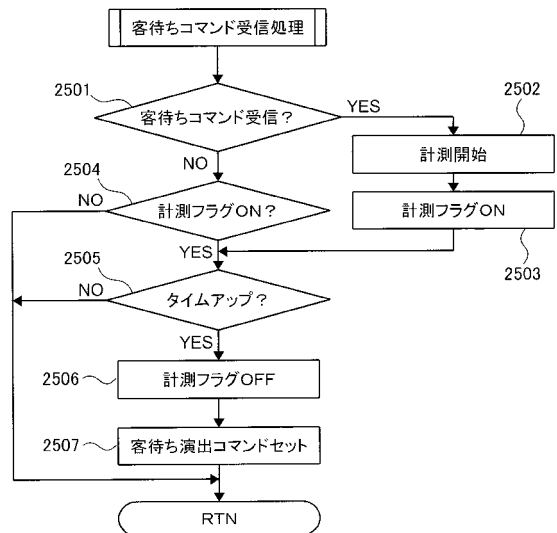 客待ちコマンド受信処理
2501
客待ちコマンド受信？
YES
2502
計測開始
NO
2504
NO
計測フラグON？
計測フラグON
2503
YES
2505
NO
タイムアップ？
YES
2506
計測フラグOFF
2507
客待ち演出コマンドセット
RTN